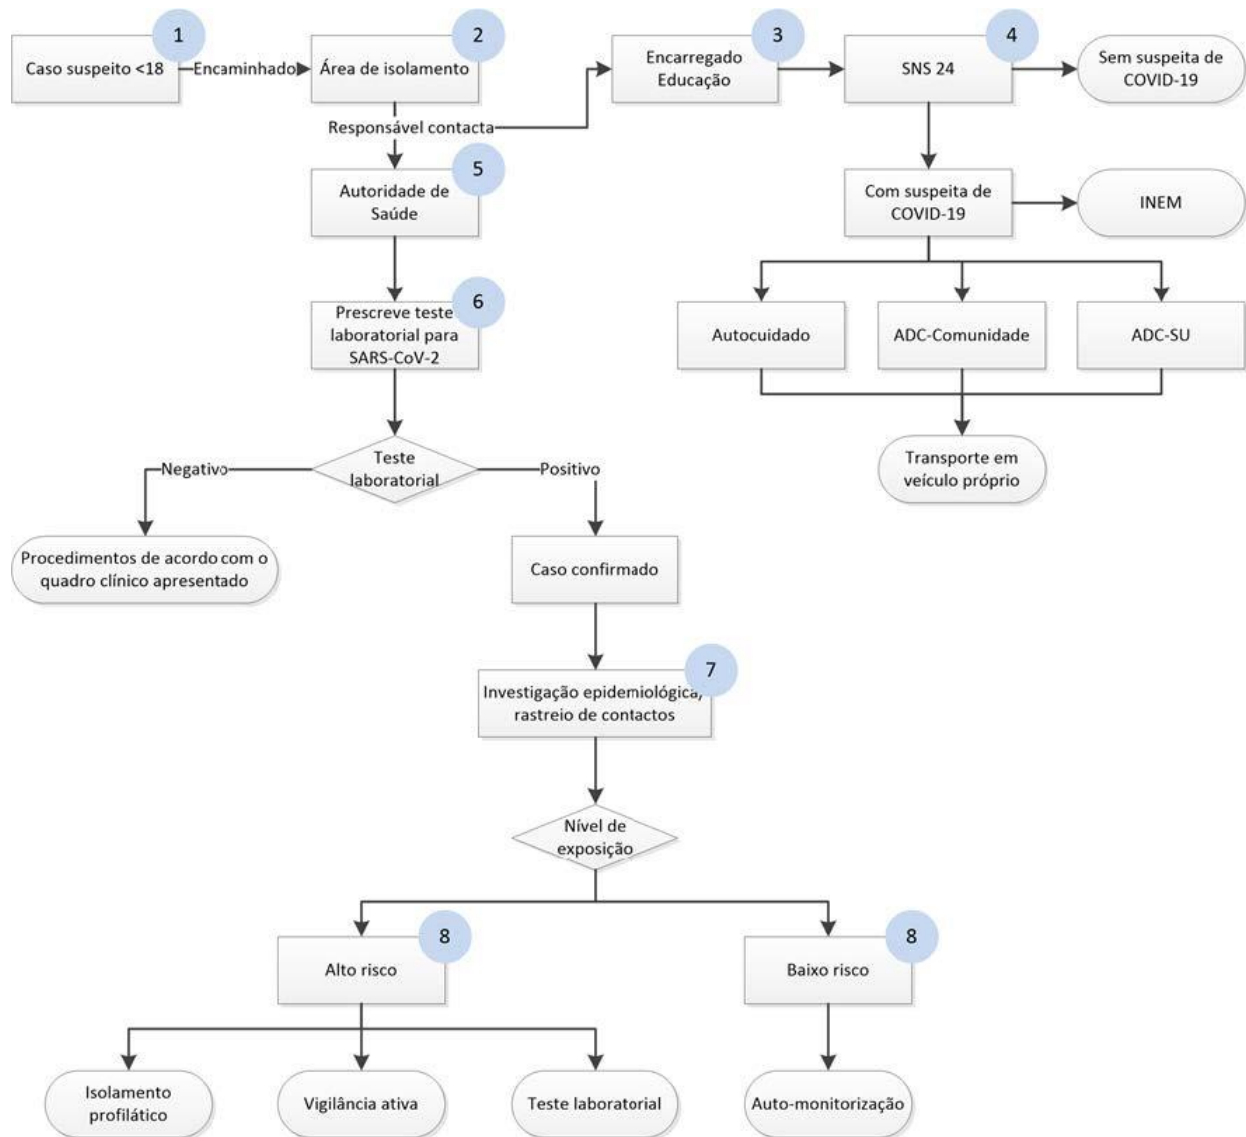 1
2
3
4
Caso suspeito <18
Encaminhado
Área de isolamento
Encarregado
Educação
SNS 24
Sem suspeita de
COVID-19
Responsável contacta
5
Autoridade de
Saúde
Com suspeita de
COVID-19
INEM
6
Prescreve teste
laboratorial para
SARS-CoV-2
Autocuidado
ADC-Comunidade
ADC-SU
Negativo
Teste
laboratorial
Positivo
Transporte em
veículo próprio
Procedimentos de acordo com o
quadro clínico apresentado
Caso confirmado
7
Investigação epidemiológica/
rastreio de contactos
Nível de
exposição
8
Alto risco
8
Baixo risco
Isolamento
profilático
Vigilância ativa
Teste laboratorial
Auto-monitorização